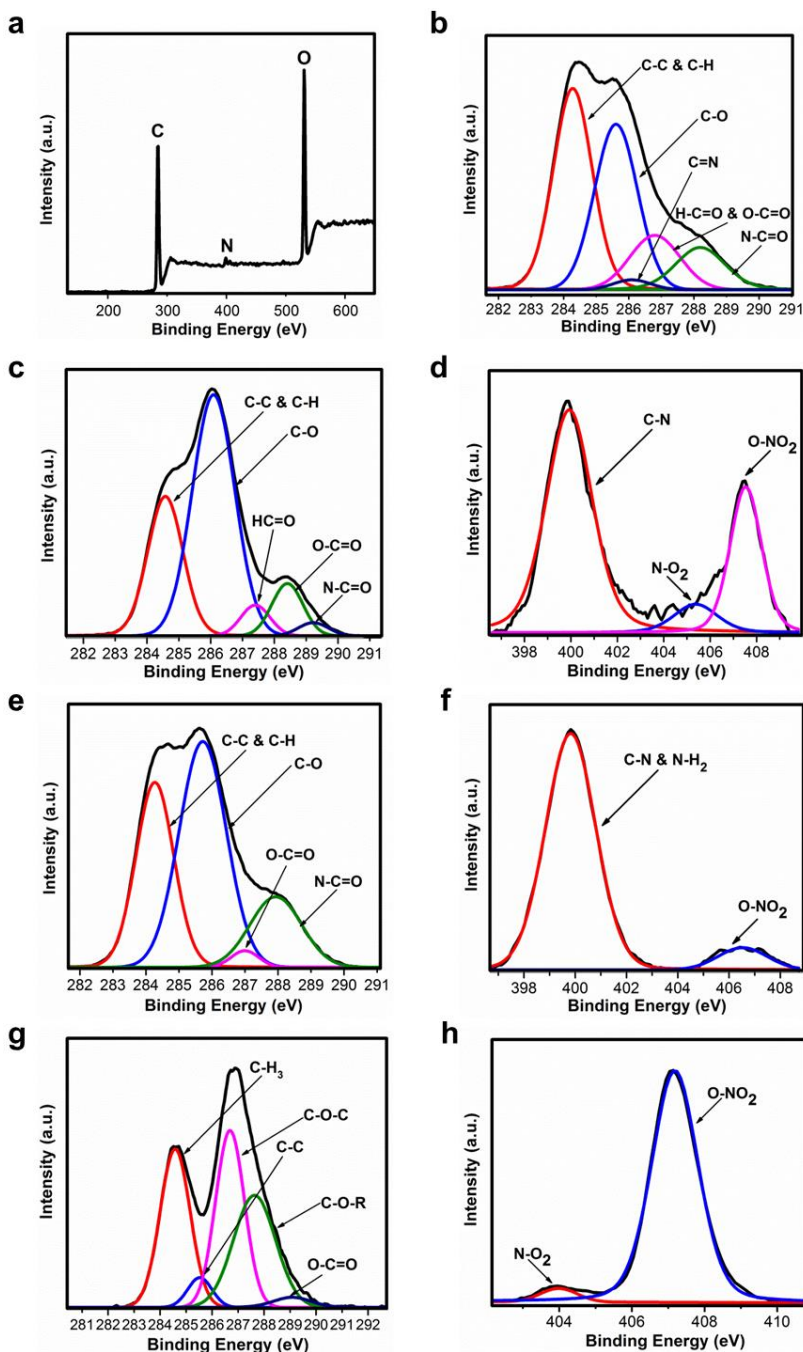 a
O
C
N
Intensity (a.u.)
200 300 400 500 600
Binding Energy (eV)
b
C-C & C-H
C-O
C=N
H-C=O & O-C=O
N-C=O
Intensity (a.u.)
282 283 284 285 286 287 288 289 290 291
Binding Energy (eV)
c
C-C & C-H
C-O
HC=O
O-C=O
N-C=O
Intensity (a.u.)
282 283 284 285 286 287 288 289 290 291
Binding Energy (eV)
d
C-N
O-NO2
N-O2
Intensity (a.u.)
398 400 402 404 406 408
Binding Energy (eV)
e
C-C & C-H
C-O
O-C=O
N-C=O
Intensity (a.u.)
282 283 284 285 286 287 288 289 290 291
Binding Energy (eV)
f
C-N & N-H2
O-NO2
Intensity (a.u.)
398 400 402 404 406 408
Binding Energy (eV)
g
C-H3
C-O-C
C-C
C-O-R
O-C=O
Intensity (a.u.)
281 282 283 284 285 286 287 288 289 290 291 292
Binding Energy (eV)
h
O-NO2
N-O2
Intensity (a.u.)
404 406 408 410
Binding Energy (eV)